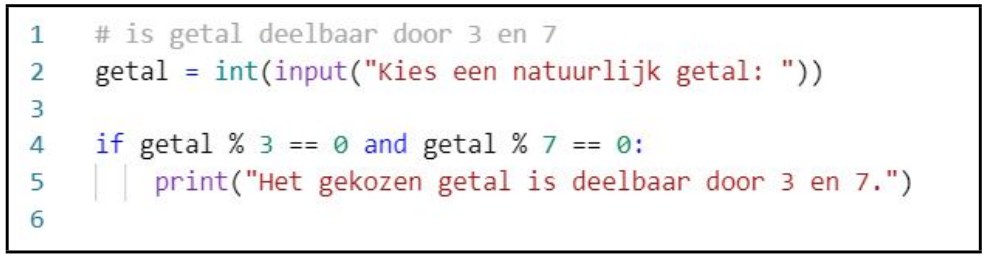 1 # is getal deelbaar door 3 en 7
2 getal = int(input("Kies een natuurlijk getal: "))
3
4 if getal % 3 == 0 and getal % 7 == 0:
5 print("Het gekozen getal is deelbaar door 3 en 7.")
6